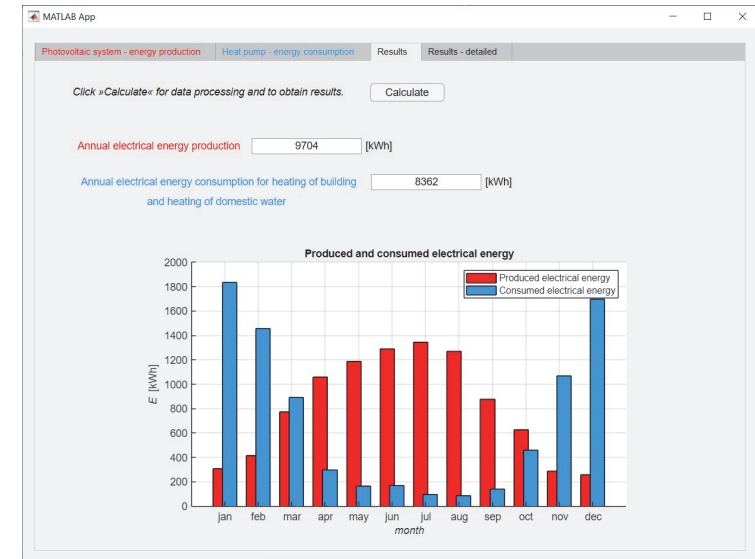 MATLAB App
Photovoltaic system - energy production Heat pump - energy consumption Results Results - detailed
Click »Calculate« for data processing and to obtain results. Calculate
Annual electrical energy production 9704 [kWh]
Annual electrical energy consumption for heating of building 8362 [kWh]
and heating of domestic water
Produced and consumed electrical energy
Produced electrical energy
Consumed electrical energy
2000
1800
1600
1400
1200
1000
800
600
400
200
0
E [kWh]
jan feb mar apr may jun jul aug sep oct nov dec
month